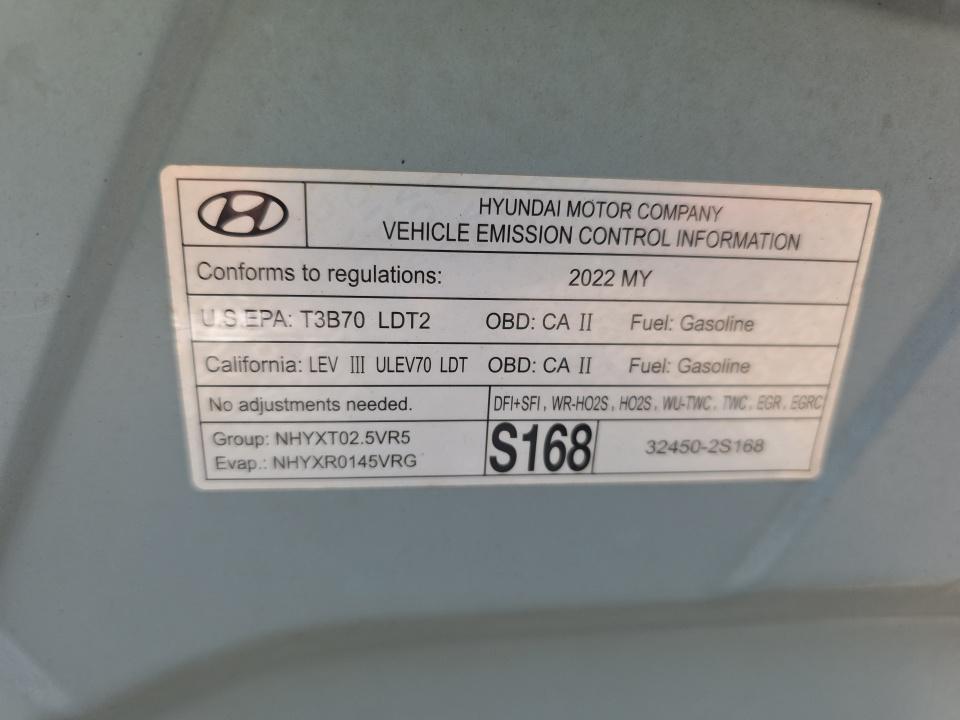 HYUNDAI MOTOR COMPANY
VEHICLE EMISSION CONTROL INFORMATION
Conforms to regulations: 2022 MY
U.S.EPA: T3B70 LDT2 OBD: CA II Fuel: Gasoline
California: LEV III ULEV70 LDT OBD: CA II Fuel: Gasoline
No adjustments needed. DFI+SFI, WR-HO2S, HO2S, WU-TWC, TWC, EGR, EGRC
Group: NHYXT02.5VR5
Evap.: NHYXR0145VRG
S168 32450-2S168